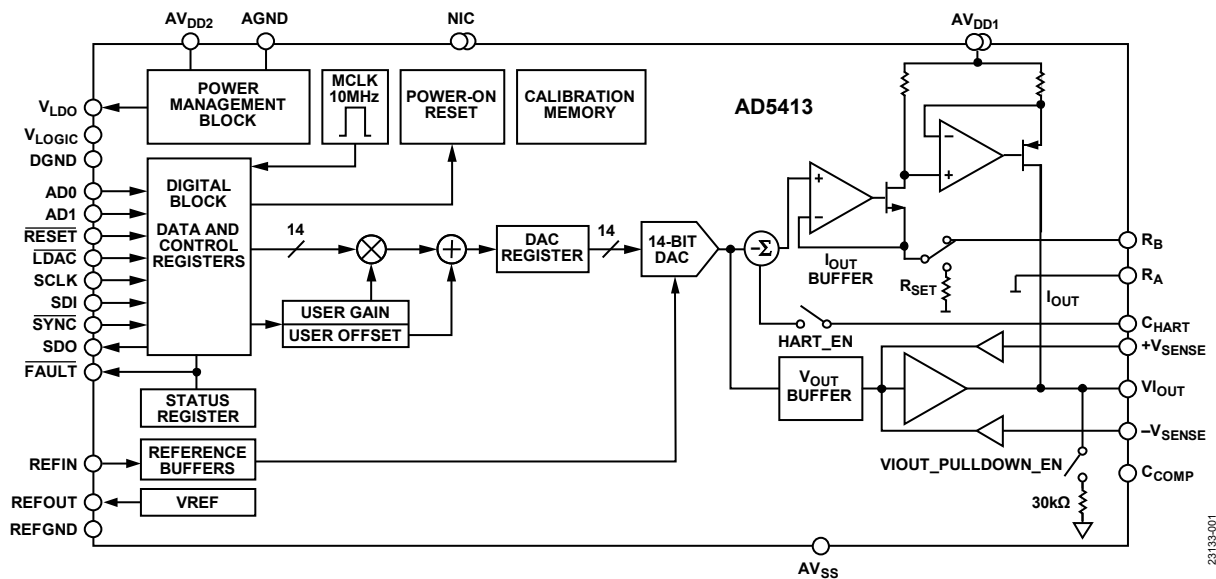 AVDD2
AGND
NIC
AVDD1
POWER
MANAGEMENT
BLOCK
MCLK
10MHz
POWER-ON
RESET
CALIBRATION
MEMORY
AD5413
VLDO
VLOGIC
DGND
AD0
AD1
RESET
LDAC
SCLK
SDI
SYNC
SDO
FAULT
DIGITAL
BLOCK
DATA AND
CONTROL
REGISTERS
14
USER GAIN
USER OFFSET
DAC
REGISTER
14
14-BIT
DAC
–Σ
+
–
IOUT
BUFFER
–
+
RSET
IOUT
HART_EN
VOUT
BUFFER
RB
RA
CHART
+VSENSE
VIOUT
–VSENSE
CCOMP
VIOUT_PULLDOWN_EN
30kΩ
STATUS
REGISTER
REFERENCE
BUFFERS
VREF
REFIN
REFOUT
REFGND
AVSS
23133-001